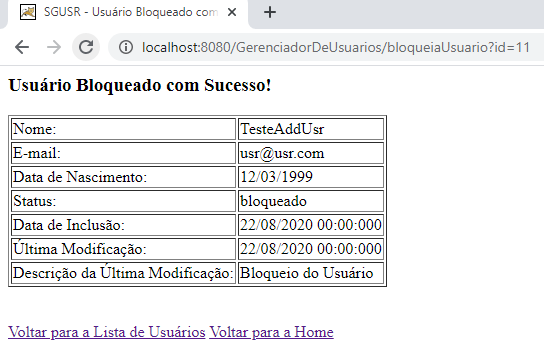 SGUSR - Usuário Bloqueado com
localhost:8080/GerenciadorDeUsuarios/bloqueiaUsuario?id=11
Usuário Bloqueado com Sucesso!
Nome: TesteAddUsr
E-mail: usr@usr.com
Data de Nascimento: 12/03/1999
Status: bloqueado
Data de Inclusão: 22/08/2020 00:00:000
Última Modificação: 22/08/2020 00:00:000
Descrição da Última Modificação: Bloqueio do Usuário
Voltar para a Lista de Usuários Voltar para a Home